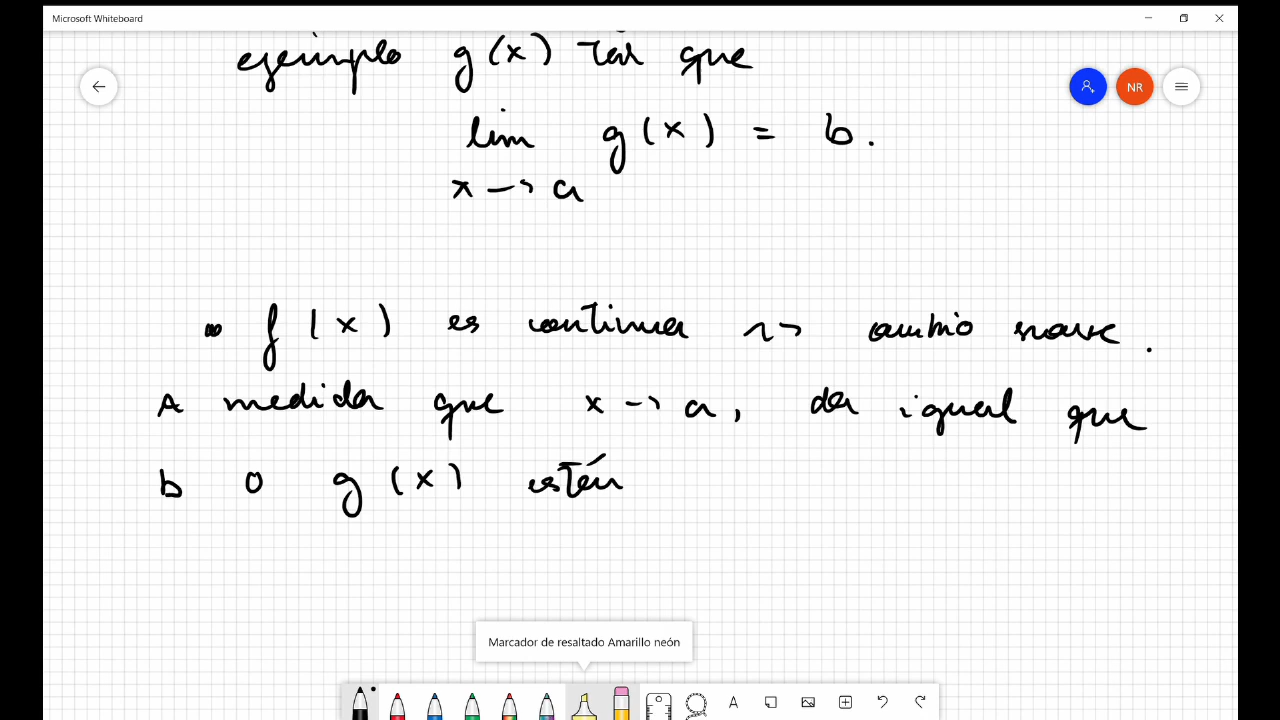 Microsoft Whiteboard
NR
ejemplo g(x) tal que
lim g(x) = b.
x → a
f(x) es continua ⇝ cambio suave.
A medida que x → a, da igual que
b o g(x) estén
Marcador de resaltado Amarillo neón
A